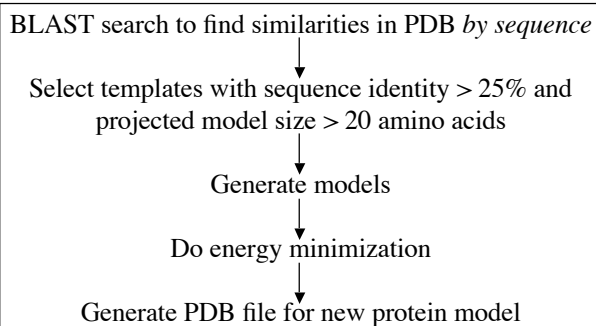 BLAST search to find similarities in PDB by sequence
Select templates with sequence identity > 25% and
projected model size > 20 amino acids
Generate models
Do energy minimization
Generate PDB file for new protein model